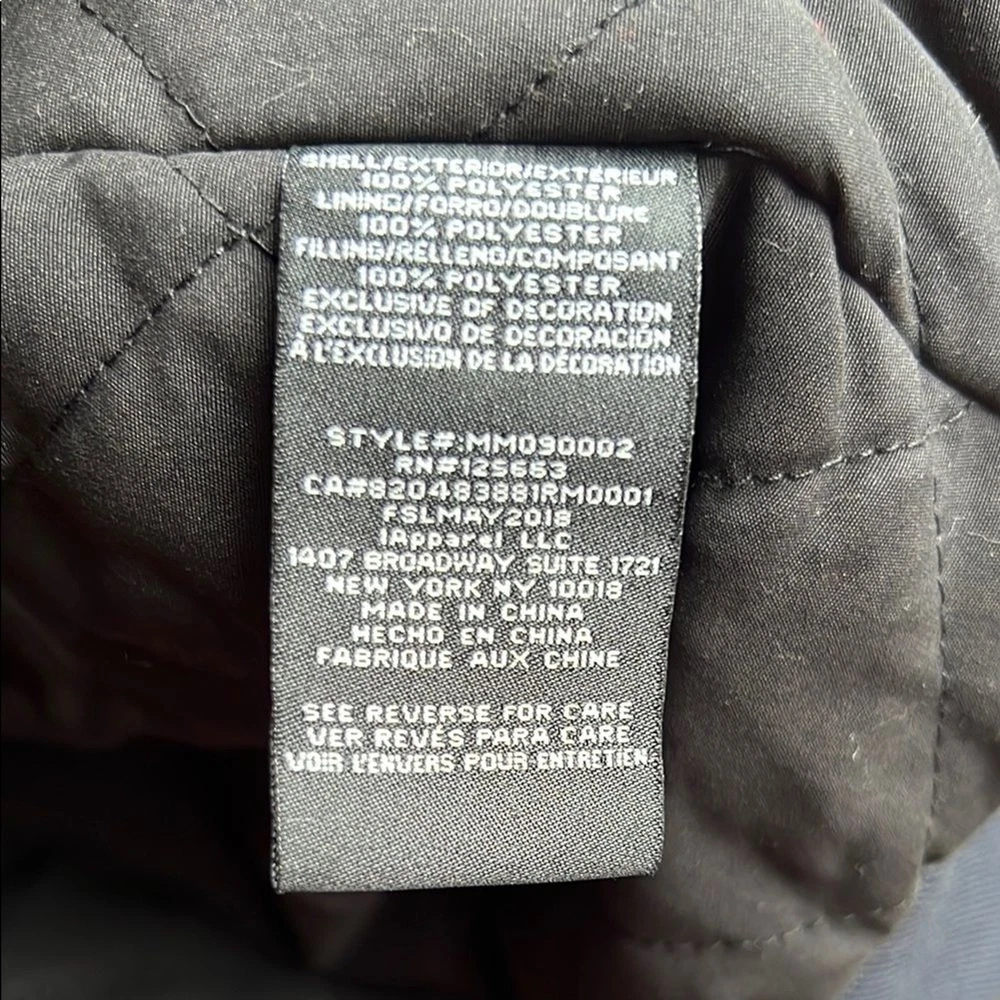 SHELL/EXTERIOR/EXTÉRIEUR
100% POLYESTER
LINING/FORRO/DOUBLURE
100% POLYESTER
FILLING/RELLENO/COMPOSANT
100% POLYESTER
EXCLUSIVE OF DECORATION
EXCLUSIVO DE DECORACIÓN
À L'EXCLUSION DE LA DÉCORATION
STYLE#:MM090002
RN#129663
CA#820483881RM0001
FSLMAY2018
IApparel LLC
1407 BROADWAY SUITE 1721
NEW YORK NY 10018
MADE IN CHINA
HECHO EN CHINA
FABRIQUE AUX CHINE
SEE REVERSE FOR CARE
VER REVÉS PARA CARE
VOIR L'ENVERS POUR ENTRETIEN